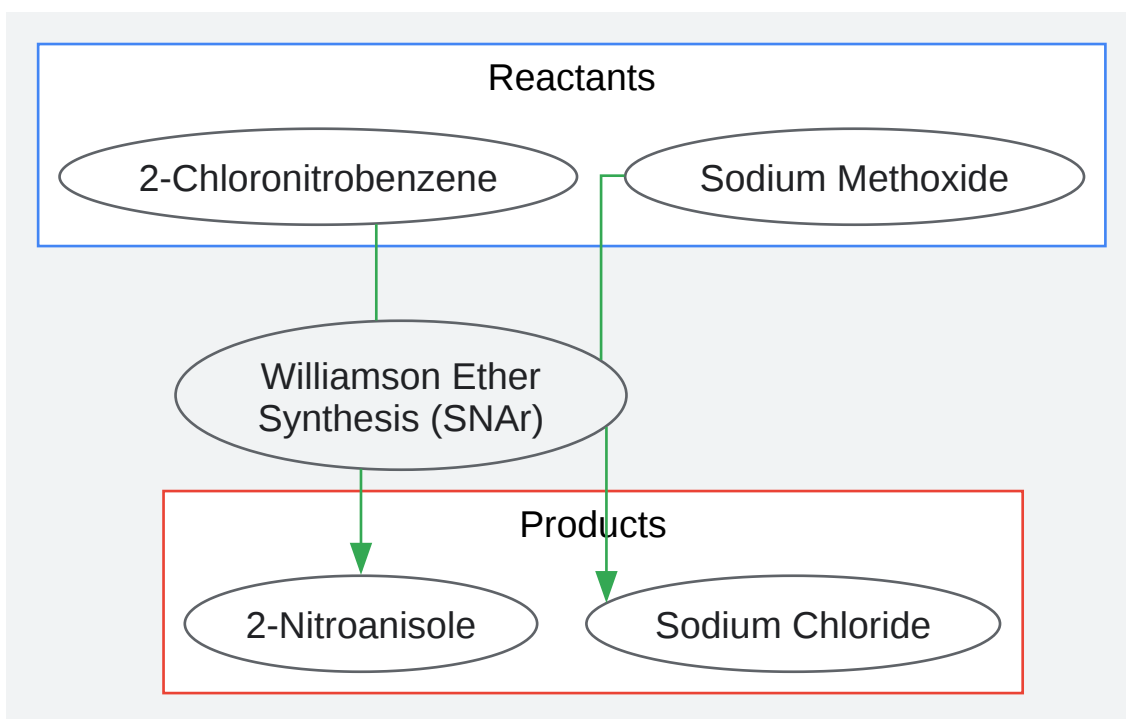 Reactants
2-Chloronitrobenzene
Sodium Methoxide
Williamson Ether
Synthesis (SNAr)
Products
2-Nitroanisole
Sodium Chloride